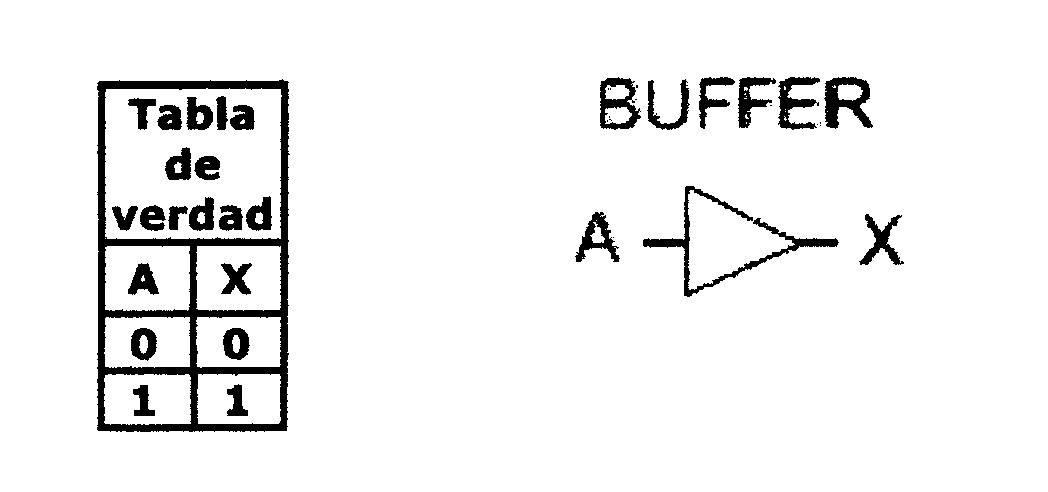 Tabla
de
verdad
A X
0 0
1 1
BUFFER
A X